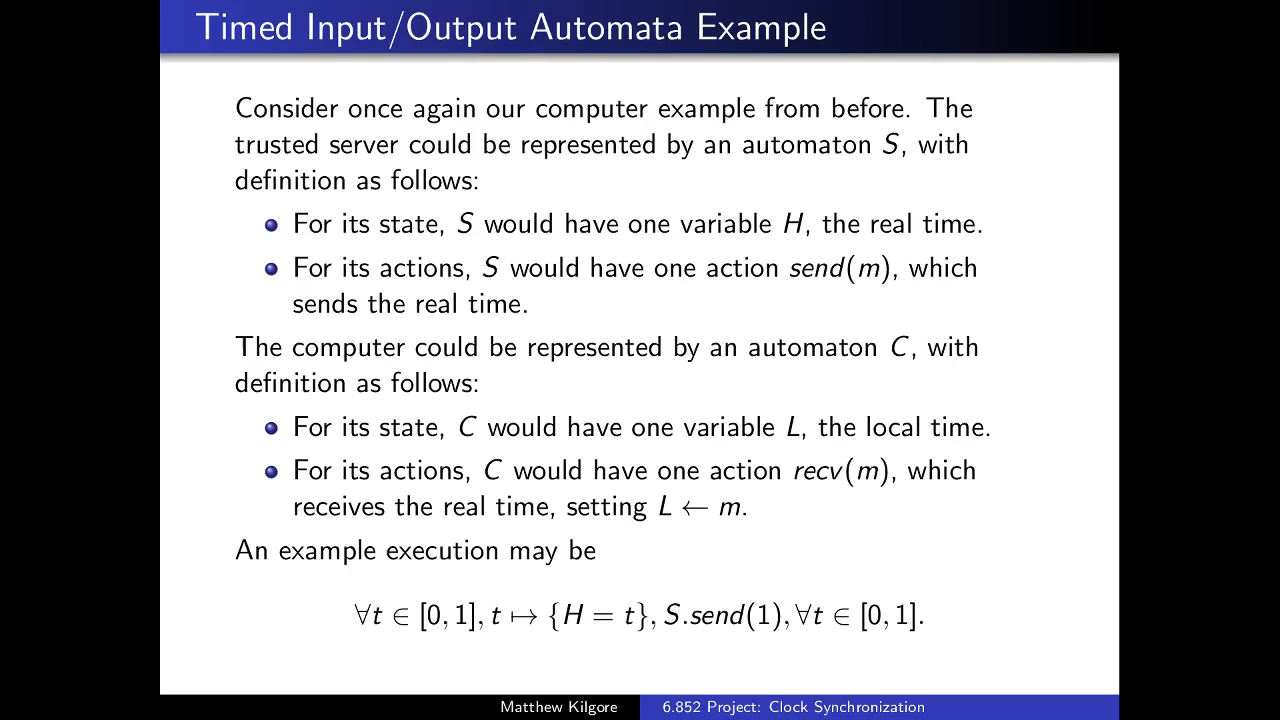 Timed Input/Output Automata Example
Consider once again our computer example from before. The
trusted server could be represented by an automaton S, with
definition as follows:
For its state, S would have one variable H, the real time.
For its actions, S would have one action send(m), which
sends the real time.
The computer could be represented by an automaton C, with
definition as follows:
For its state, C would have one variable L, the local time.
For its actions, C would have one action recv(m), which
receives the real time, setting L ← m.
An example execution may be
∀t ∈ [0, 1], t ↦ {H = t}, S.send(1), ∀t ∈ [0, 1].
Matthew Kilgore
6.852 Project: Clock Synchronization